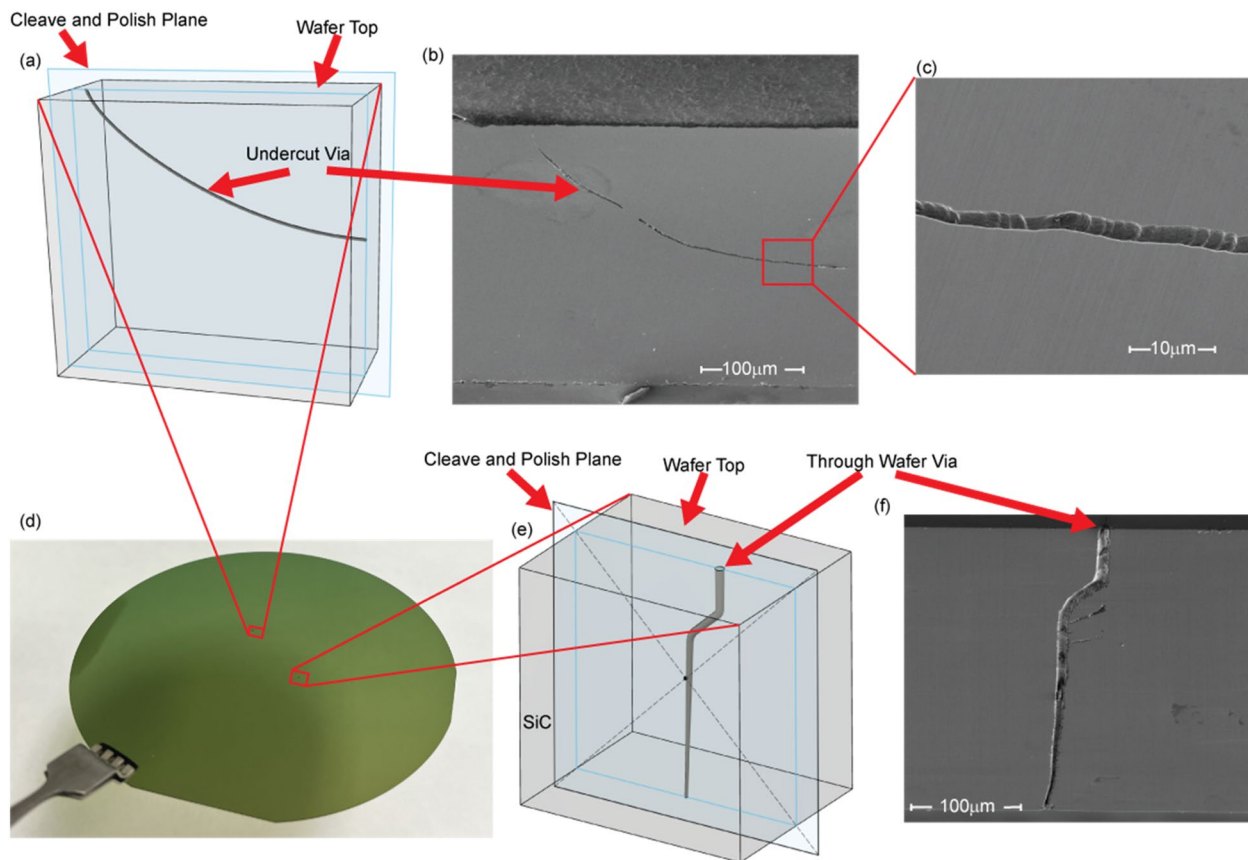 Cleave and Polish Plane
Wafer Top
(a)
Undercut Via
(b)
100μm
(c)
10μm
Cleave and Polish Plane
Wafer Top
Through Wafer Via
(d)
(e)
SiC
(f)
100μm